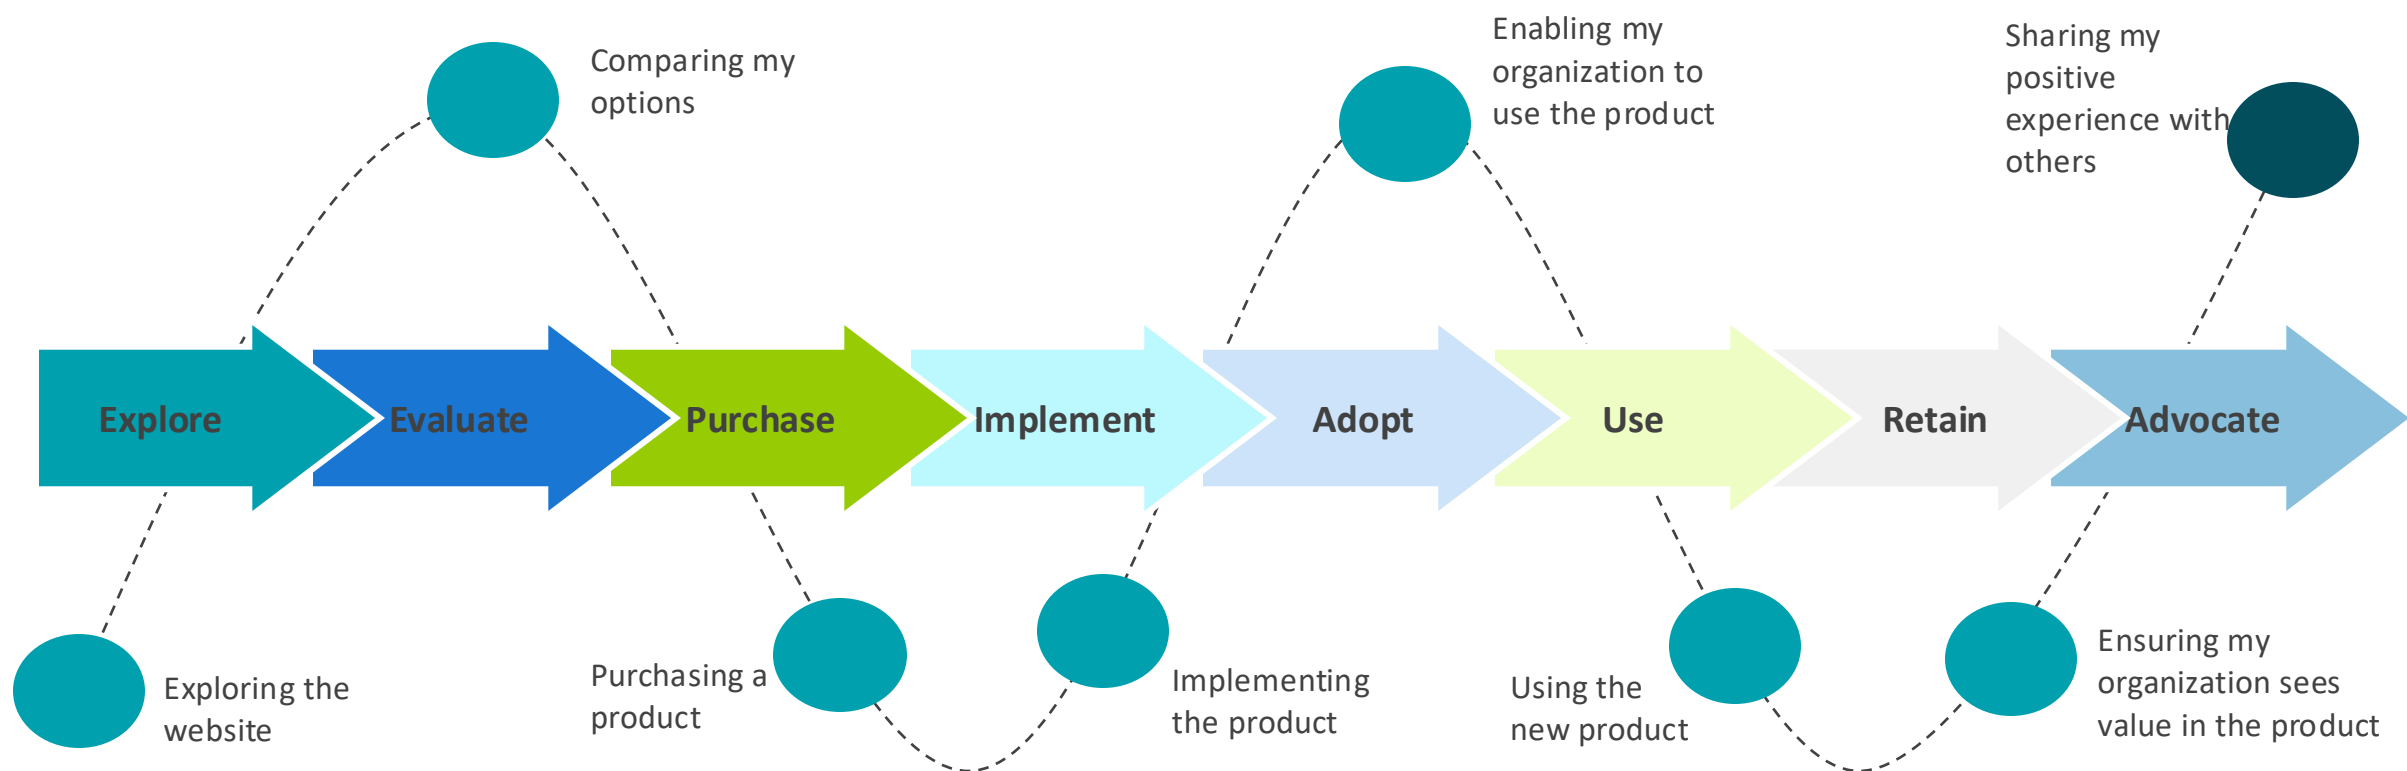 Comparing my
options
Enabling my
organization to
use the product
Sharing my
positive
experience with
others
Explore
Evaluate
Purchase
Implement
Adopt
Use
Retain
Advocate
Exploring the
website
Purchasing a
product
Implementing
the product
Using the
new product
Ensuring my
organization sees
value in the product